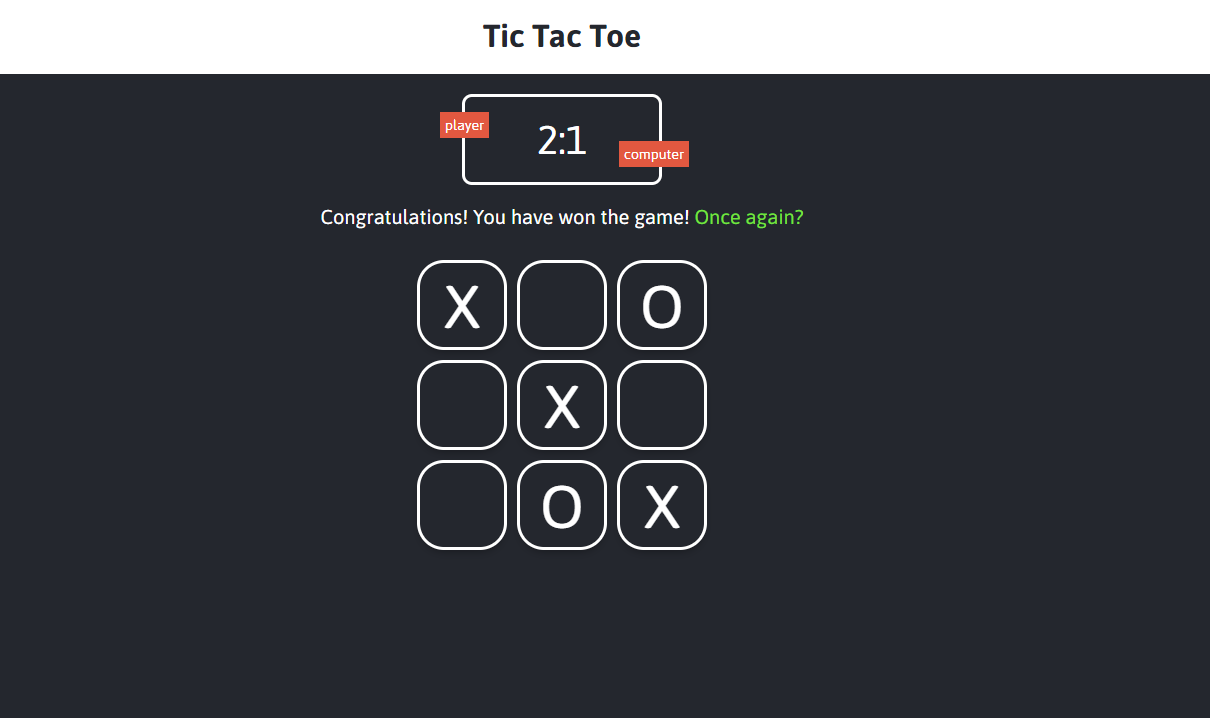 Tic Tac Toe
player
2:1
computer
Congratulations! You have won the game! Once again?
X O
X
O X